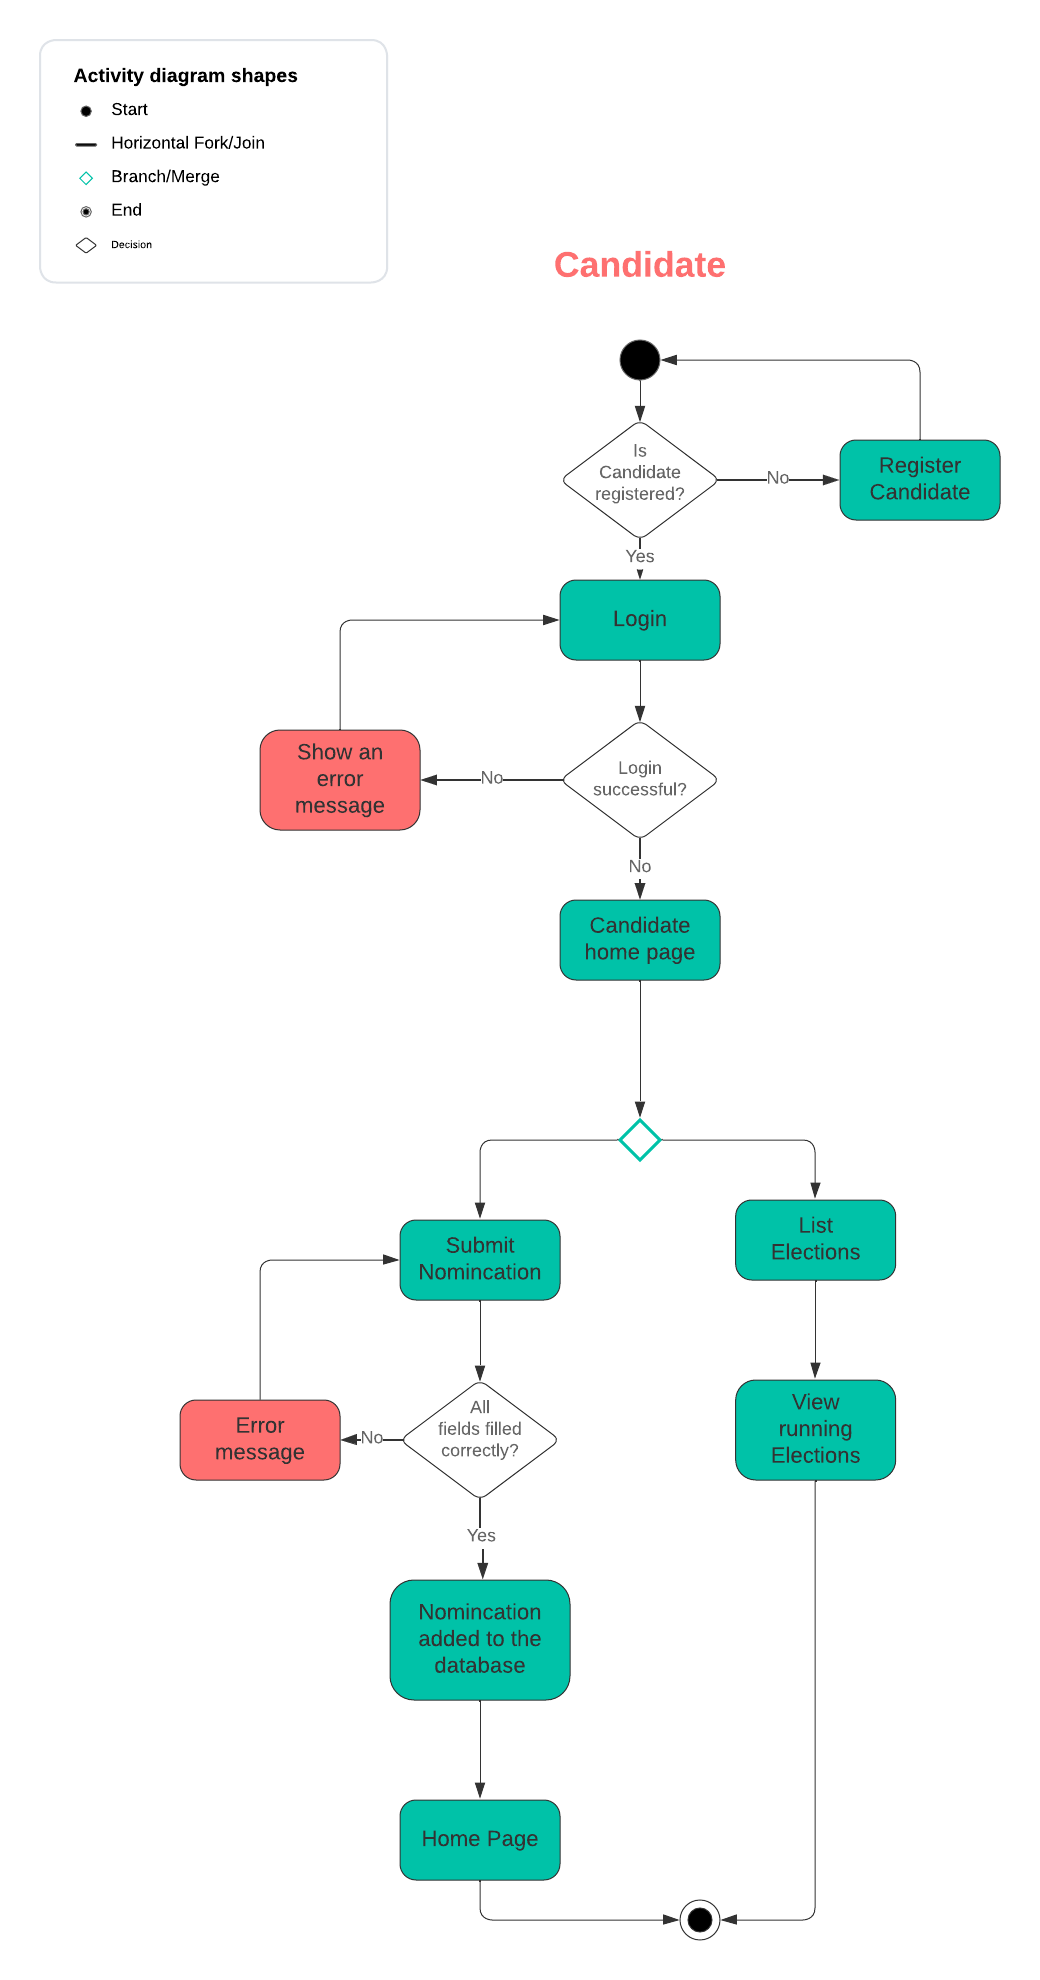 Activity diagram shapes
Start
Horizontal Fork/Join
Branch/Merge
End
Decision
Candidate
Is
Candidate
registered?
No
Register
Candidate
Yes
Login
Show an
error
message
No
Login
successful?
No
Candidate
home page
Submit
Nomincation
List
Elections
Error
message
No
All
fields filled
correctly?
View
running
Elections
Yes
Nomincation
added to the
database
Home Page